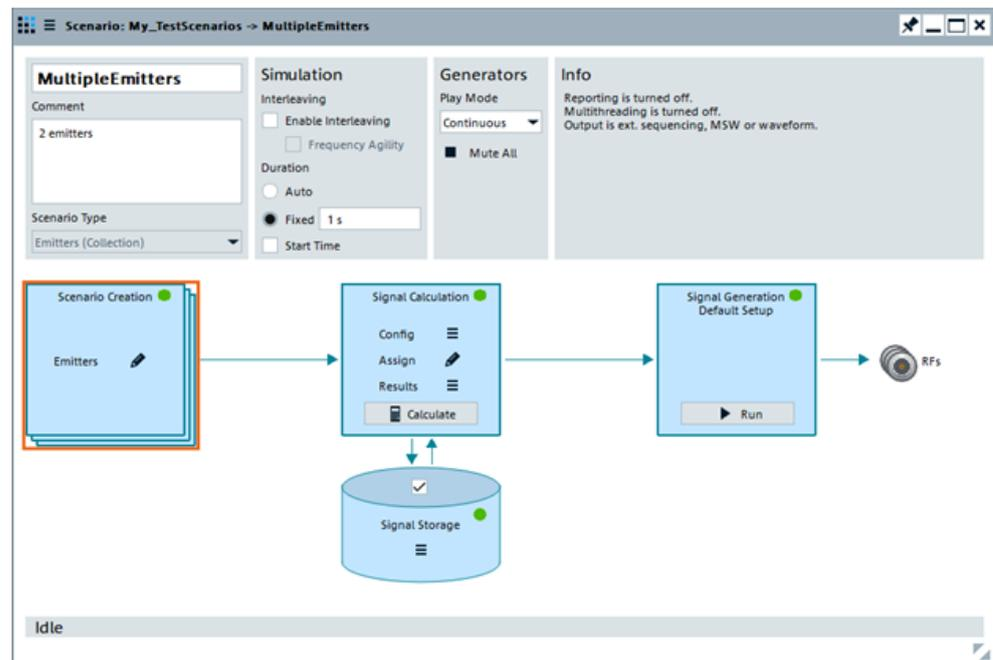 Scenario: My_TestScenarios -> MultipleEmitters
MultipleEmitters
Comment
2 emitters
Scenario Type
Emitters (Collection)
Simulation
Interleaving
Enable Interleaving
Frequency Agility
Duration
Auto
Fixed 1 s
Start Time
Generators
Play Mode
Continuous
Mute All
Info
Reporting is turned off.
Multithreading is turned off.
Output is ext. sequencing, MSW or waveform.
Scenario Creation
Emitters
Signal Calculation
Config
Assign
Results
Calculate
Signal Storage
Signal Generation
Default Setup
Run
RFs
Idle